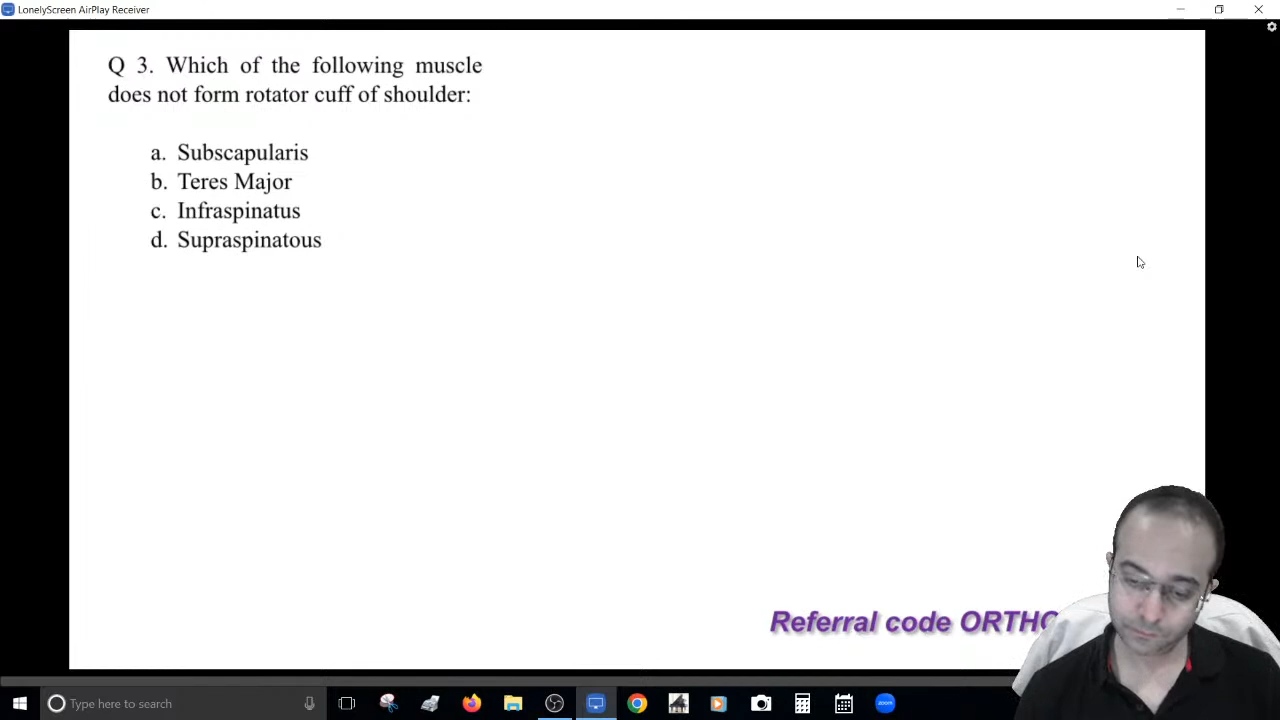 LonelyScreen AirPlay Receiver
Q 3. Which of the following muscle
does not form rotator cuff of shoulder:
a. Subscapularis
b. Teres Major
c. Infraspinatus
d. Supraspinatous
Referral code ORTHO
Type here to search
zoom